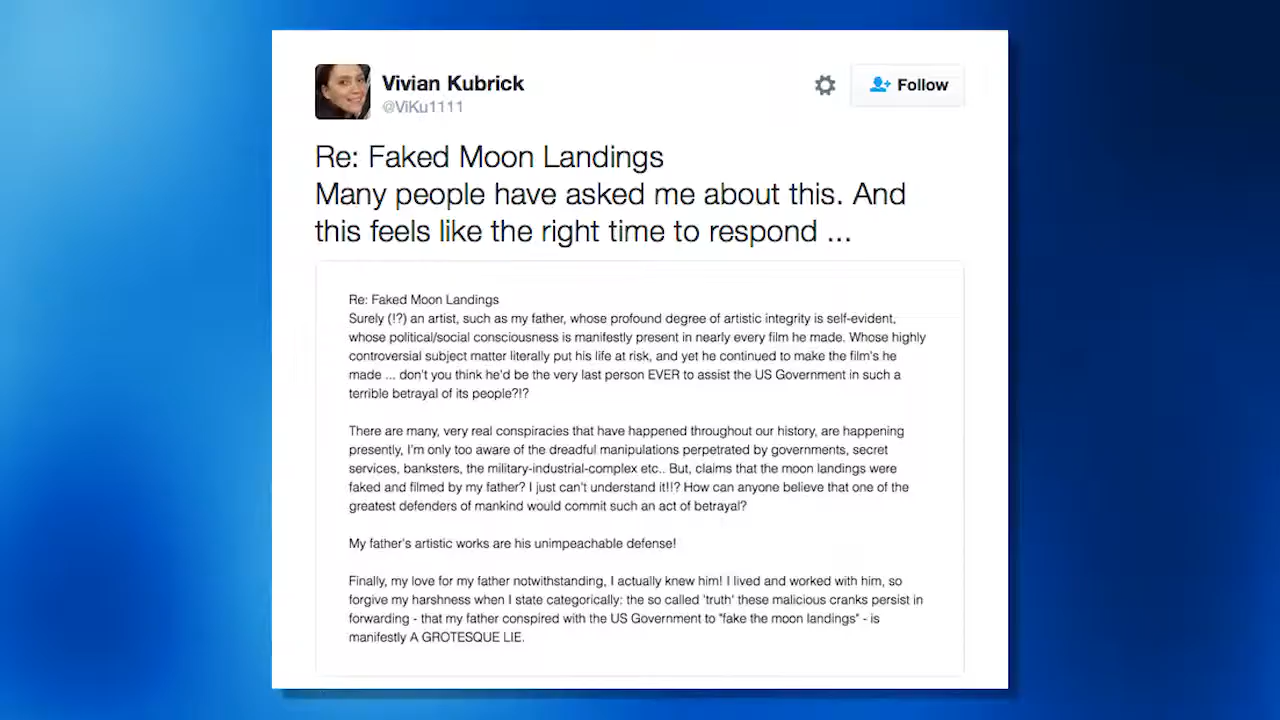 Vivian Kubrick
@ViKu1111
Follow
Re: Faked Moon Landings
Many people have asked me about this. And
this feels like the right time to respond ...
Re: Faked Moon Landings
Surely (!?) an artist, such as my father, whose profound degree of artistic integrity is self-evident,
whose political/social consciousness is manifestly present in nearly every film he made. Whose highly
controversial subject matter literally put his life at risk, and yet he continued to make the film's he
made ... don't you think he'd be the very last person EVER to assist the US Government in such a
terrible betrayal of its people?!?
There are many, very real conspiracies that have happened throughout our history, are happening
presently, I'm only too aware of the dreadful manipulations perpetrated by governments, secret
services, banksters, the military-industrial-complex etc.. But, claims that the moon landings were
faked and filmed by my father? I just can't understand it!!? How can anyone believe that one of the
greatest defenders of mankind would commit such an act of betrayal?
My father's artistic works are his unimpeachable defense!
Finally, my love for my father notwithstanding, I actually knew him! I lived and worked with him, so
forgive my harshness when I state categorically: the so called 'truth' these malicious cranks persist in
forwarding - that my father conspired with the US Government to "fake the moon landings" - is
manifestly A GROTESQUE LIE.